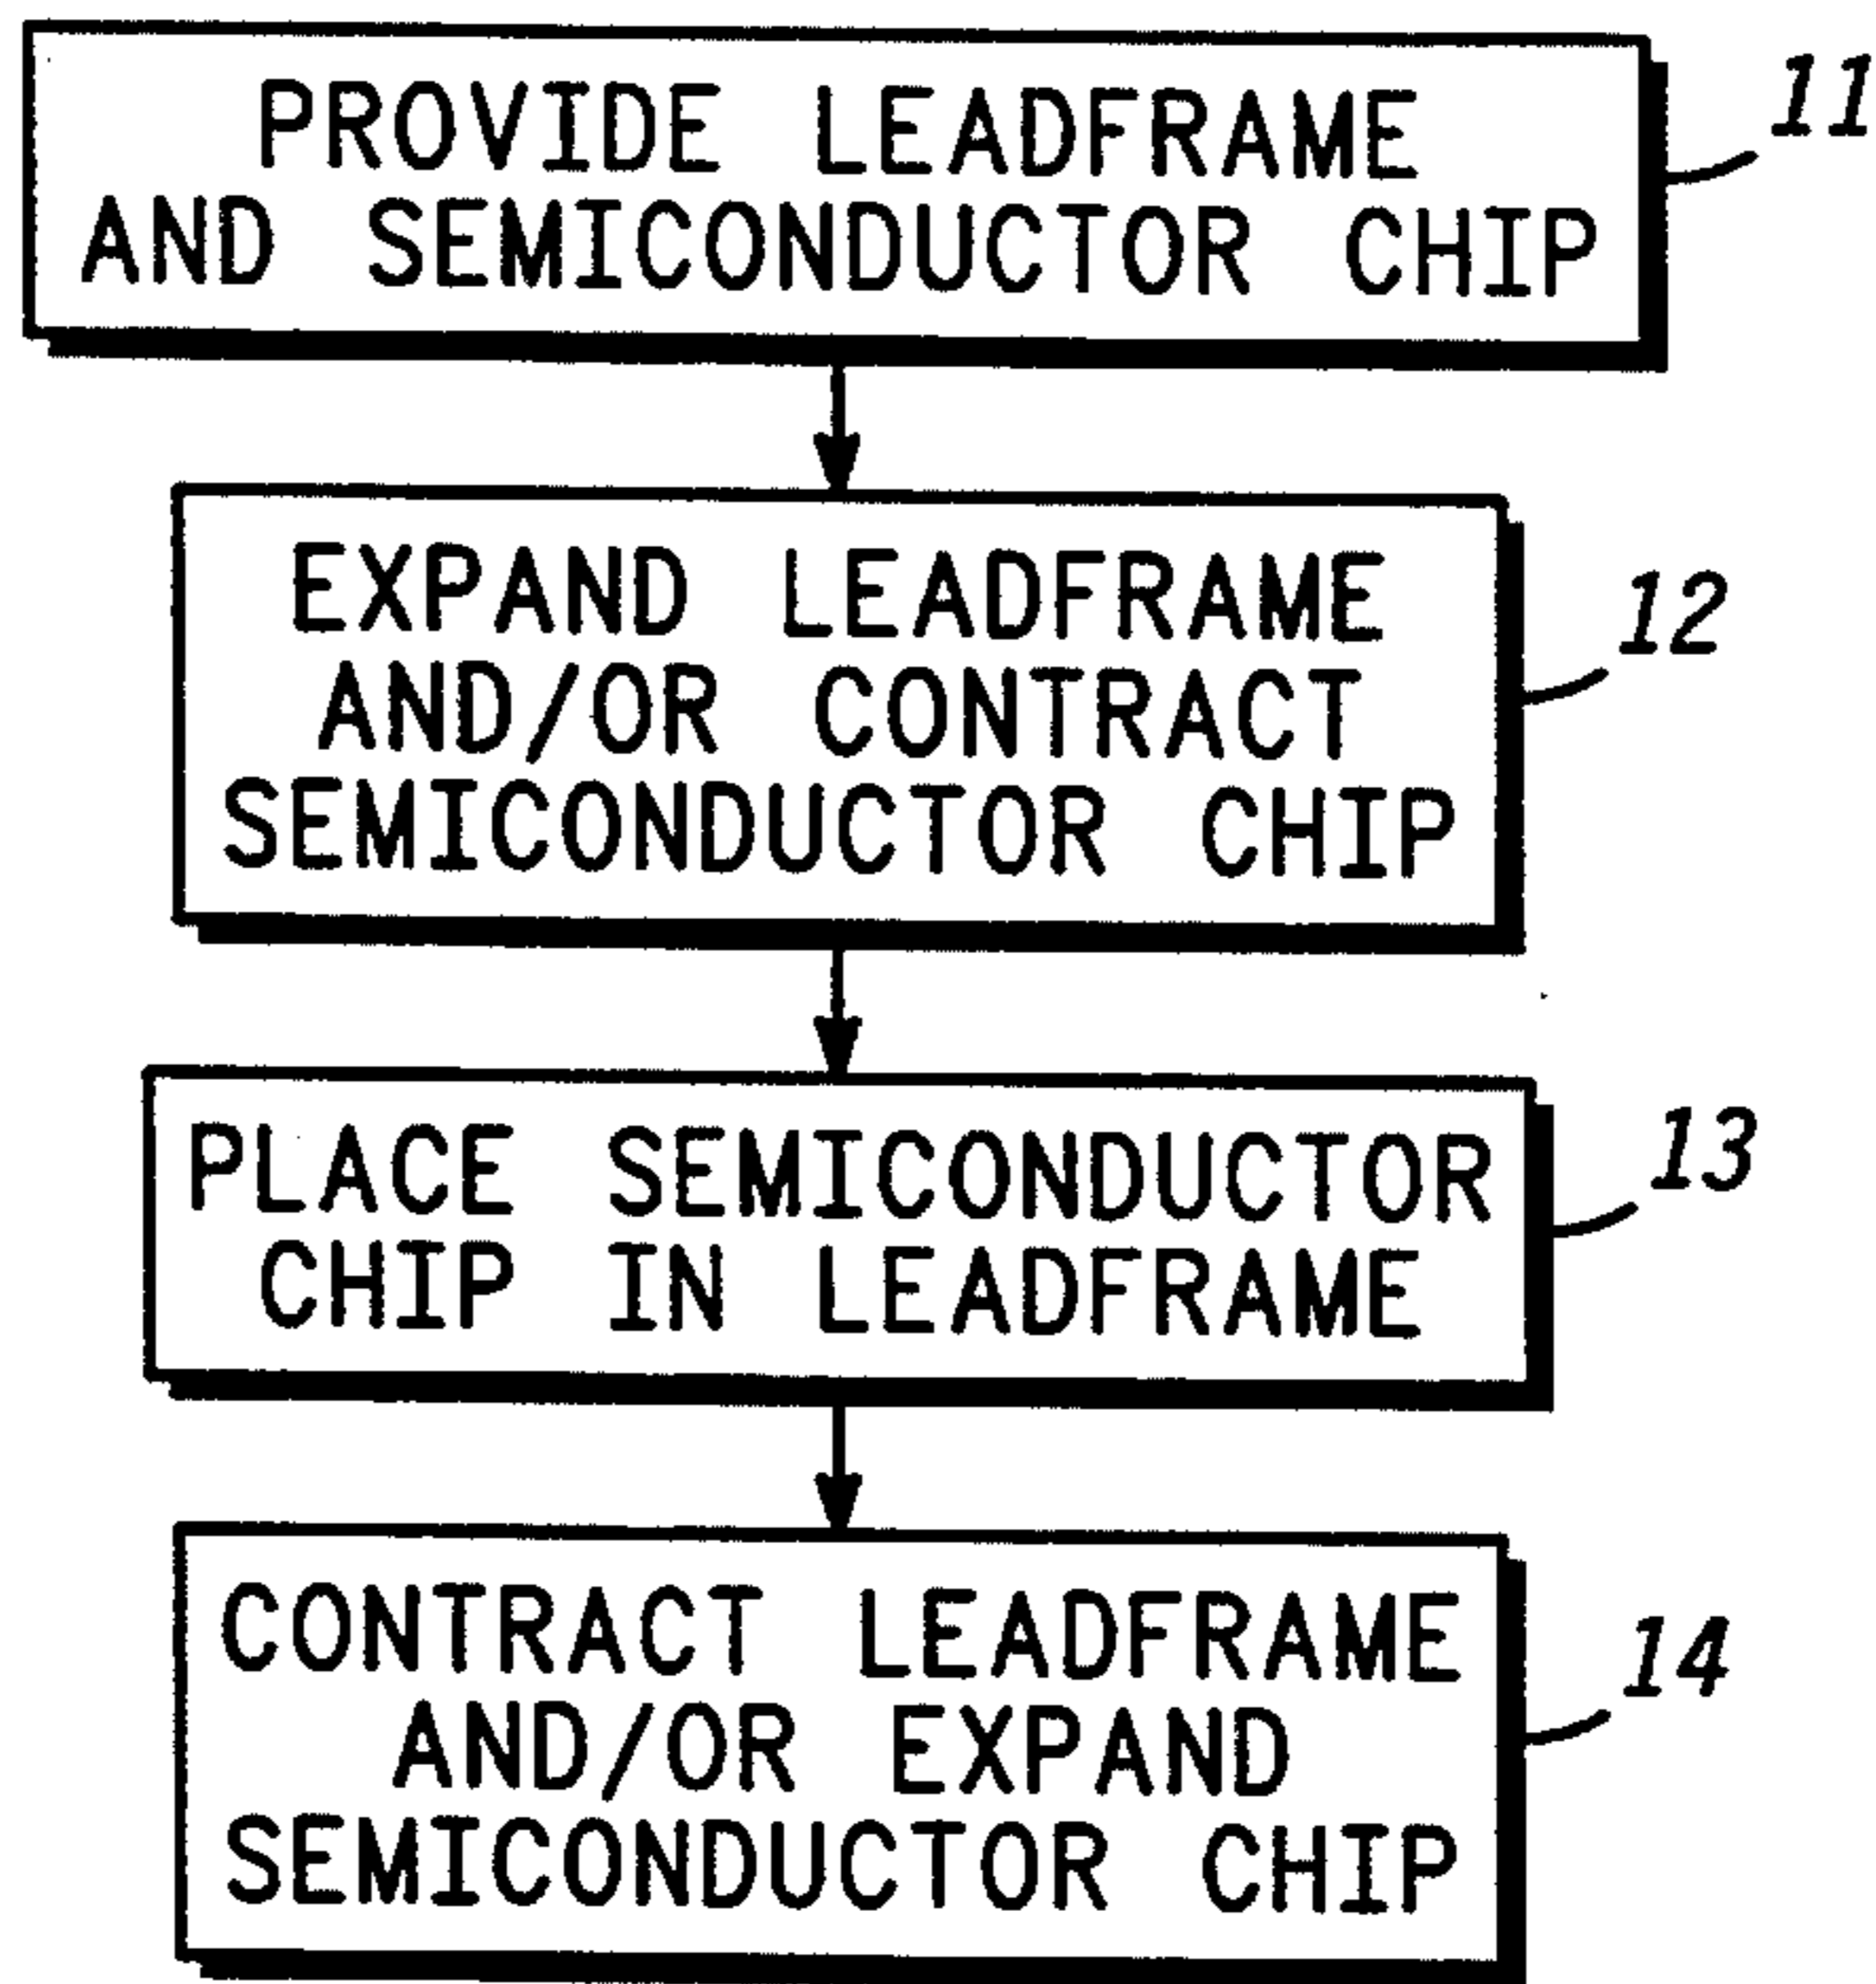 PROVIDE LEADFRAME
AND SEMICONDUCTOR CHIP
11
EXPAND LEADFRAME
AND/OR CONTRACT
SEMICONDUCTOR CHIP
12
PLACE SEMICONDUCTOR
CHIP IN LEADFRAME
13
CONTRACT LEADFRAME
AND/OR EXPAND
SEMICONDUCTOR CHIP
14